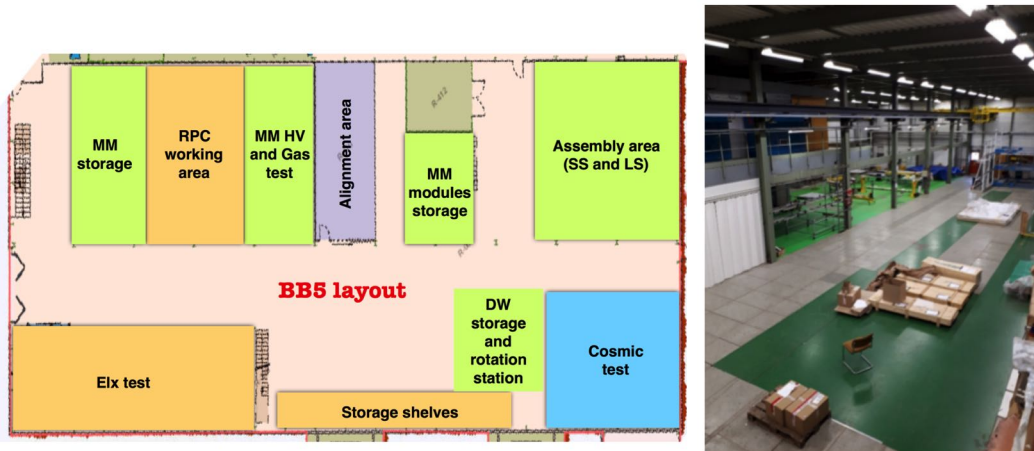 MM
storage
RPC
working
area
MM HV
and Gas
test
Alignment area
R-412
MM
modules
storage
Assembly area
(SS and LS)
BB5 layout
DW
storage
and
rotation
station
Cosmic
test
Elx test
Storage shelves